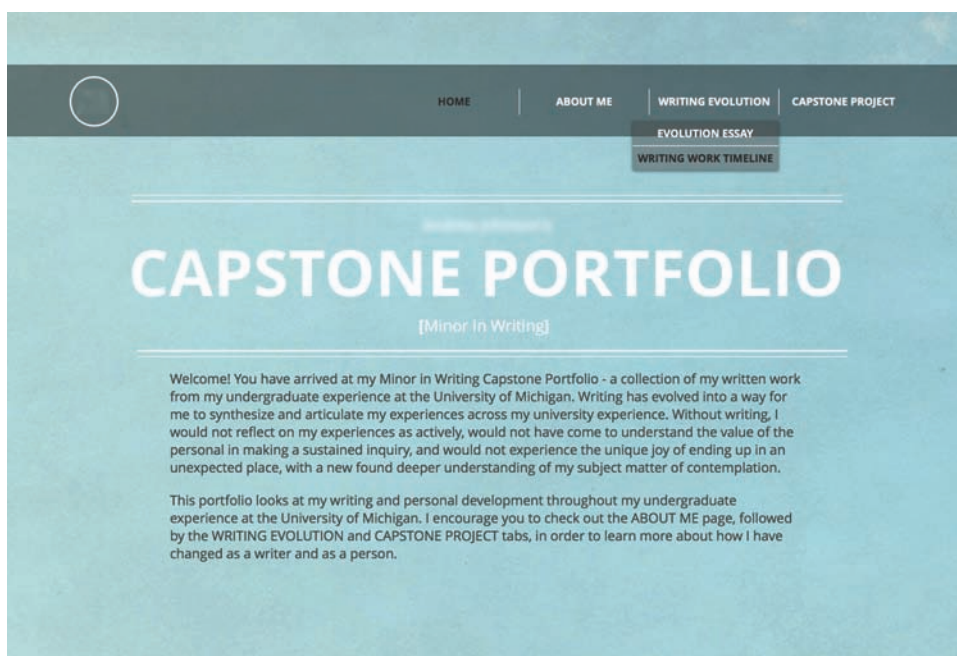 HOME
ABOUT ME
WRITING EVOLUTION
CAPSTONE PROJECT
EVOLUTION ESSAY
WRITING WORK TIMELINE
CAPSTONE PORTFOLIO
[Minor in Writing]
Welcome! You have arrived at my Minor in Writing Capstone Portfolio - a collection of my written work
from my undergraduate experience at the University of Michigan. Writing has evolved into a way for
me to synthesize and articulate my experiences across my university experience. Without writing, I
would not reflect on my experiences as actively, would not have come to understand the value of the
personal in making a sustained inquiry, and would not experience the unique joy of ending up in an
unexpected place, with a new found deeper understanding of my subject matter of contemplation.
This portfolio looks at my writing and personal development throughout my undergraduate
experience at the University of Michigan. I encourage you to check out the ABOUT ME page, followed
by the WRITING EVOLUTION and CAPSTONE PROJECT tabs, in order to learn more about how I have
changed as a writer and as a person.